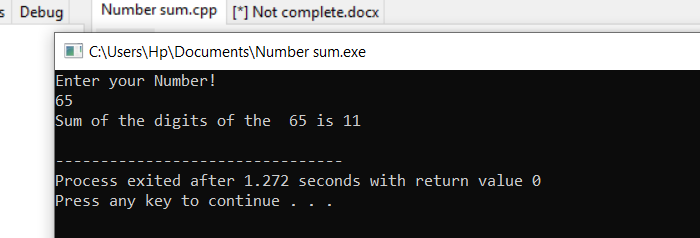 s Debug Number sum.cpp [*] Not complete.docx
C:\Users\Hp\Documents\Number sum.exe
Enter your Number!
65
Sum of the digits of the  65 is 11
--------------------------------
Process exited after 1.272 seconds with return value 0
Press any key to continue . . .